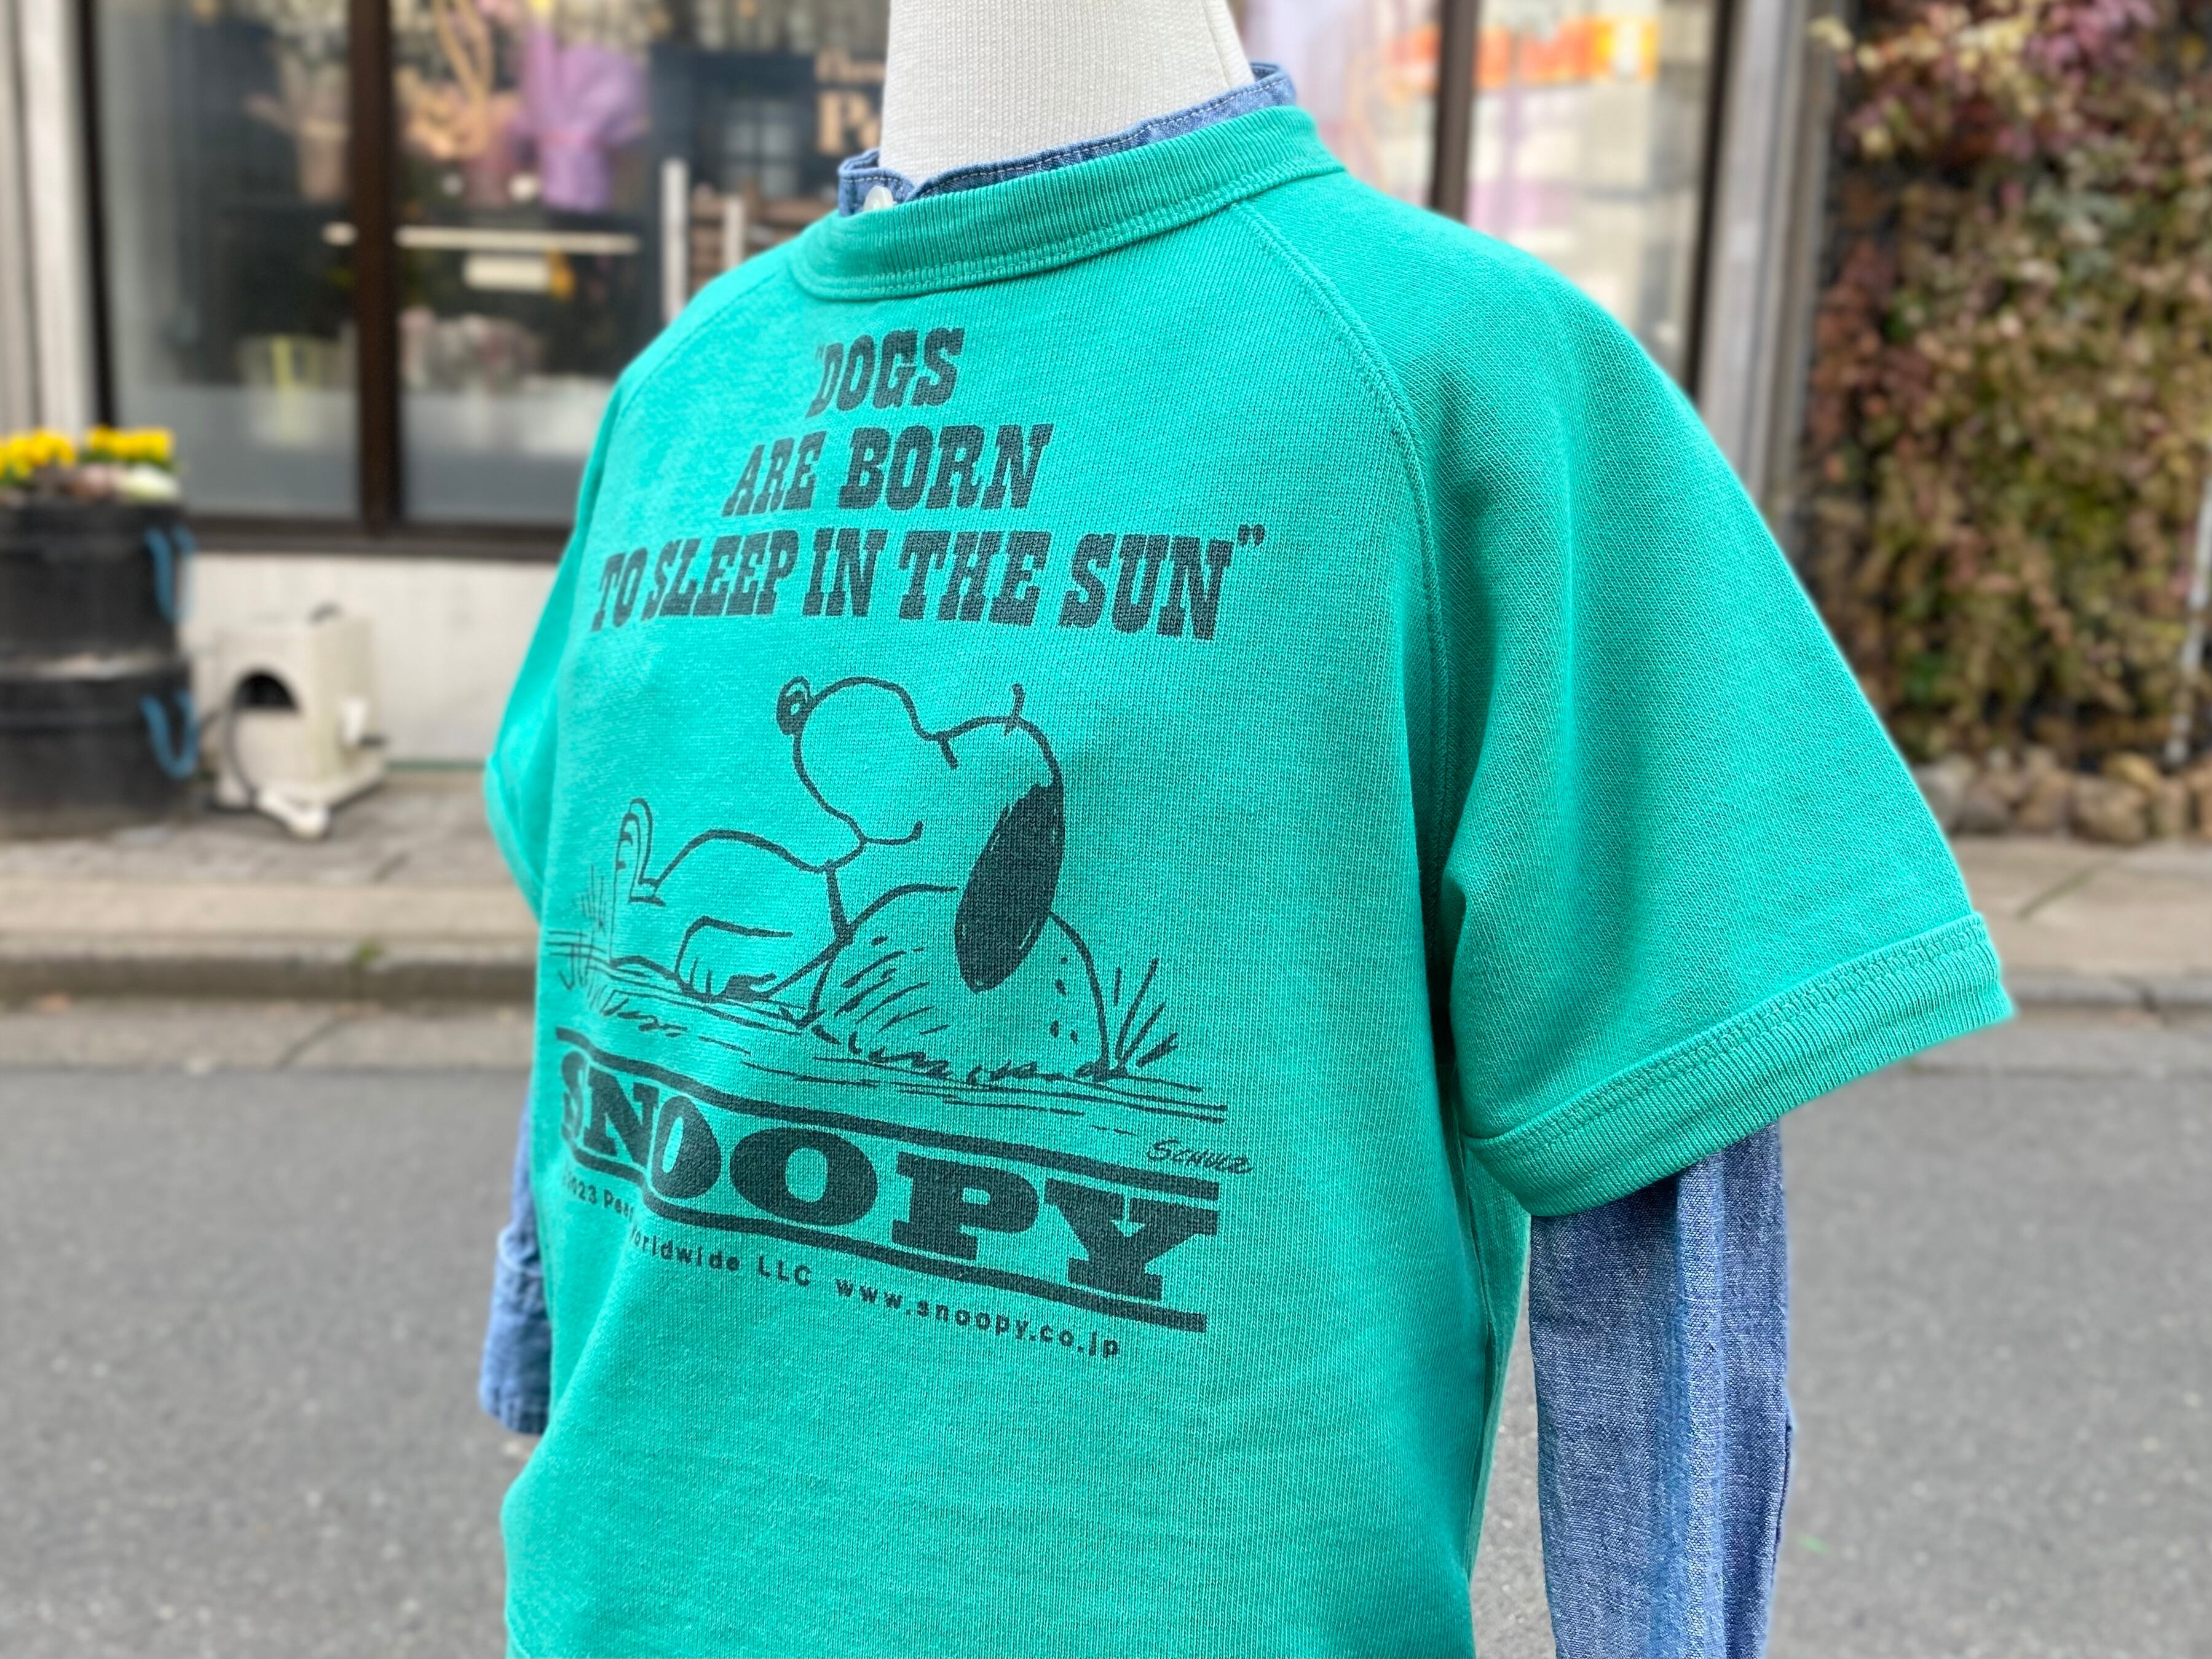 "DOGS
ARE BORN
TO SLEEP IN THE SUN"
SCHULZ
SNOOPY
Worldwide LLC www.snoopy.co.jp